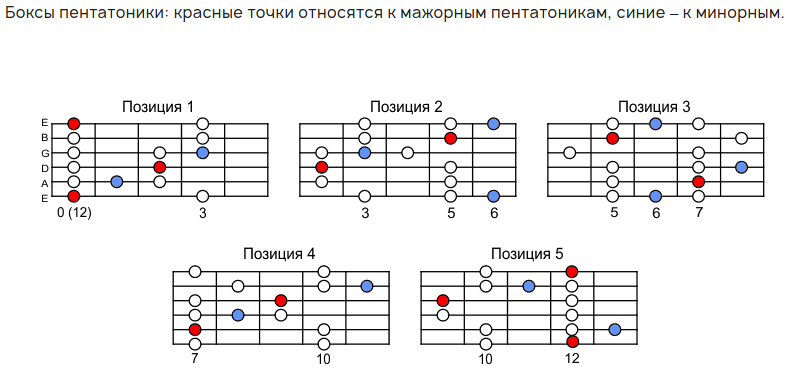 Боксы пентатоники: красные точки относятся к мажорным пентатоникам, синие – к минорным.
Позиция 1
Позиция 2
Позиция 3
E
B
G
D
A
E
0 (12) 3
3 5 6
5 6 7
Позиция 4
Позиция 5
7 10
10 12